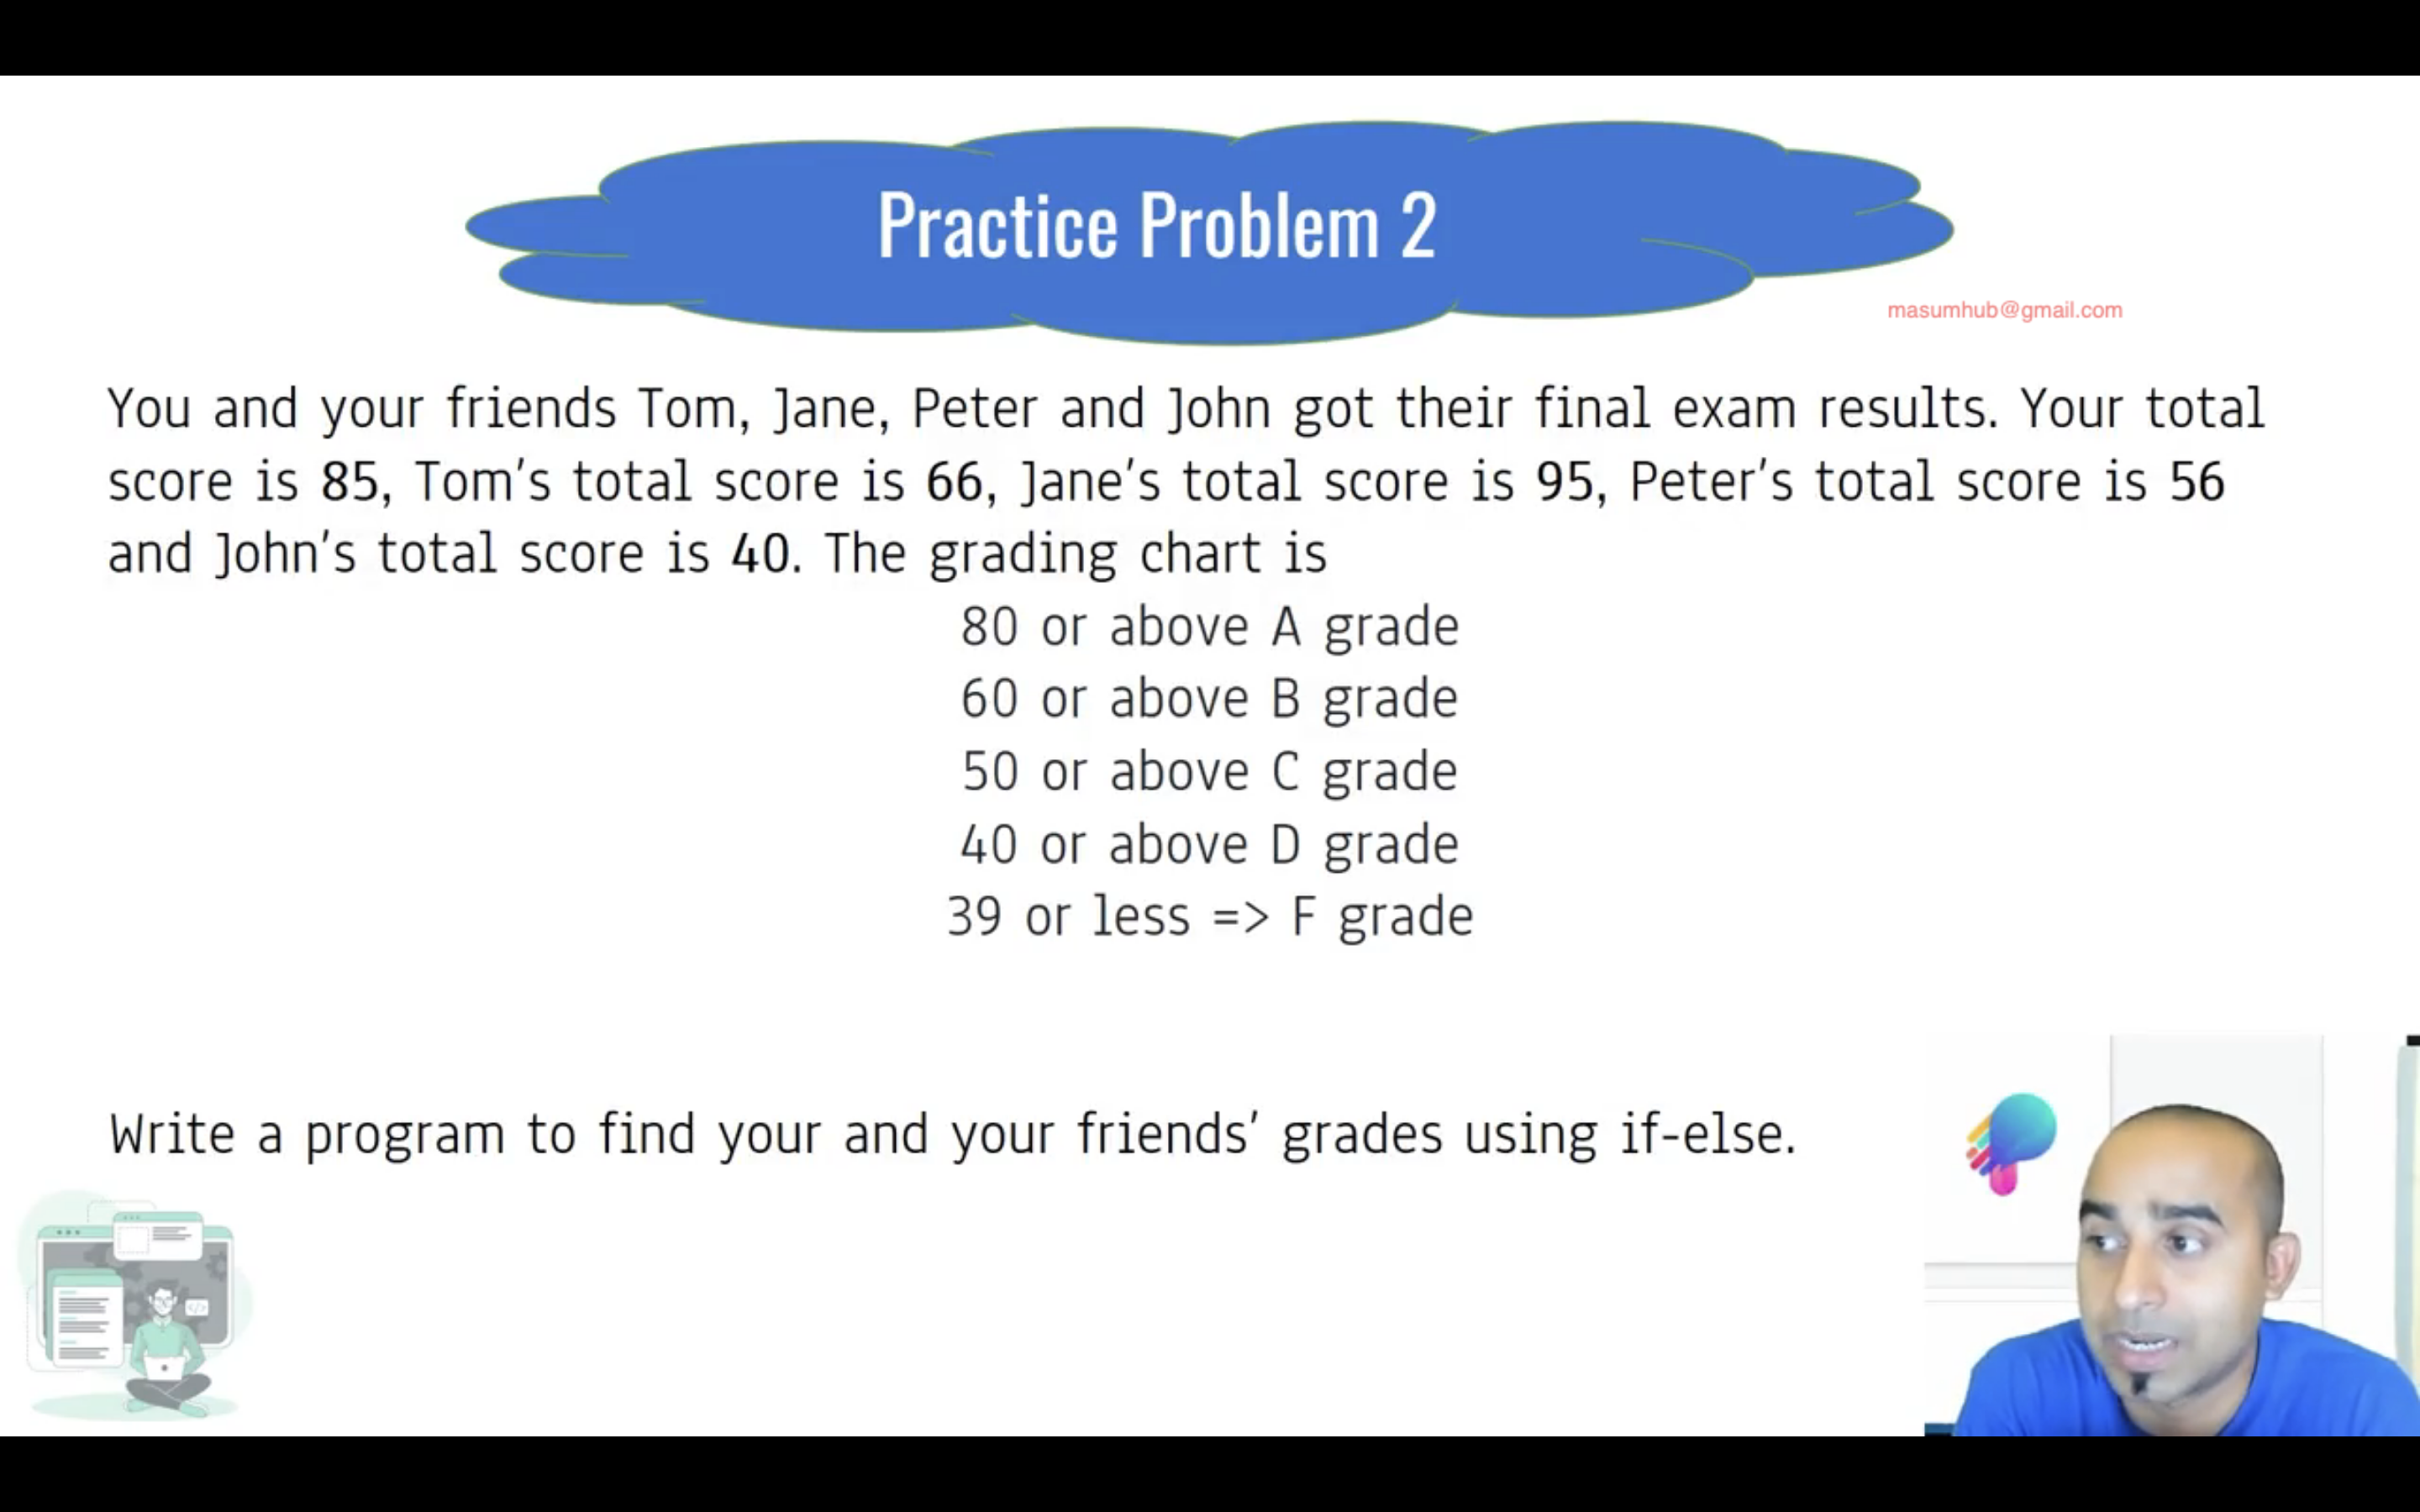 Practice Problem 2
masumhub@gmail.com
You and your friends Tom, Jane, Peter and John got their final exam results. Your total
score is 85, Tom's total score is 66, Jane's total score is 95, Peter's total score is 56
and John's total score is 40. The grading chart is
80 or above A grade
60 or above B grade
50 or above C grade
40 or above D grade
39 or less => F grade
Write a program to find your and your friends' grades using if-else.